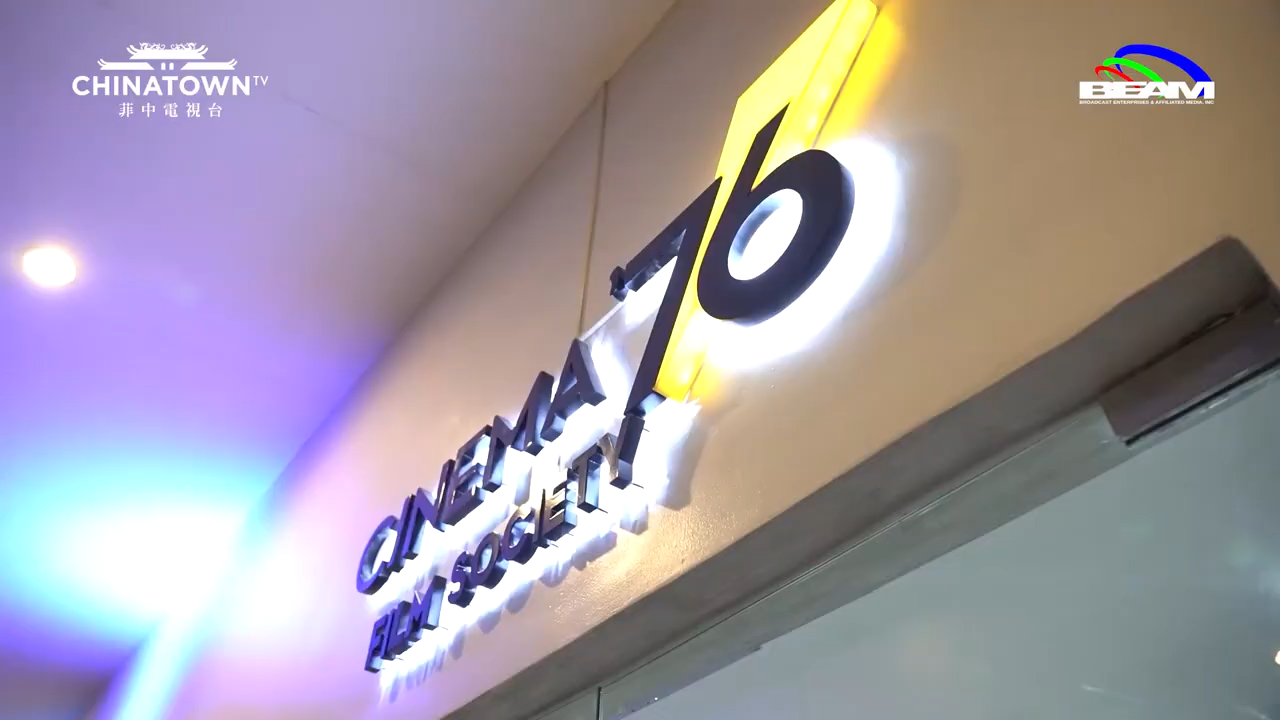 CHINATOWN TV
菲中電視台
BEAM
BROADCAST ENTERPRISES & AFFILIATED MEDIA, INC
CINEMA 76
FILM SOCIETY